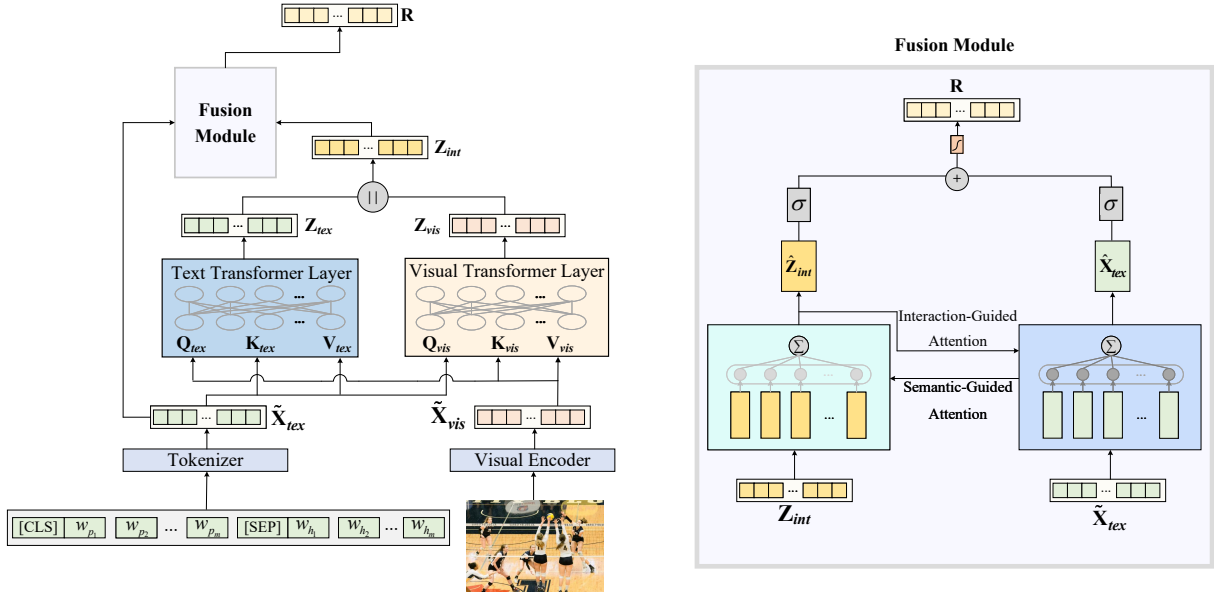 R
Fusion
Module
Z_int
||
Z_tex
Z_vis
Text Transformer Layer
Visual Transformer Layer
Q_tex K_tex V_tex
Q_vis K_vis V_vis
X̃_tex
X̃_vis
Tokenizer
Visual Encoder
[CLS] w_p1 w_p2 ... w_pm [SEP] w_h1 w_h2 ... w_hm
Fusion Module
R
∫
+
σ
σ
Ẑ_int
X̂_tex
Interaction-Guided
Attention
Σ
Σ
Semantic-Guided
Attention
Z_int
X̃_tex